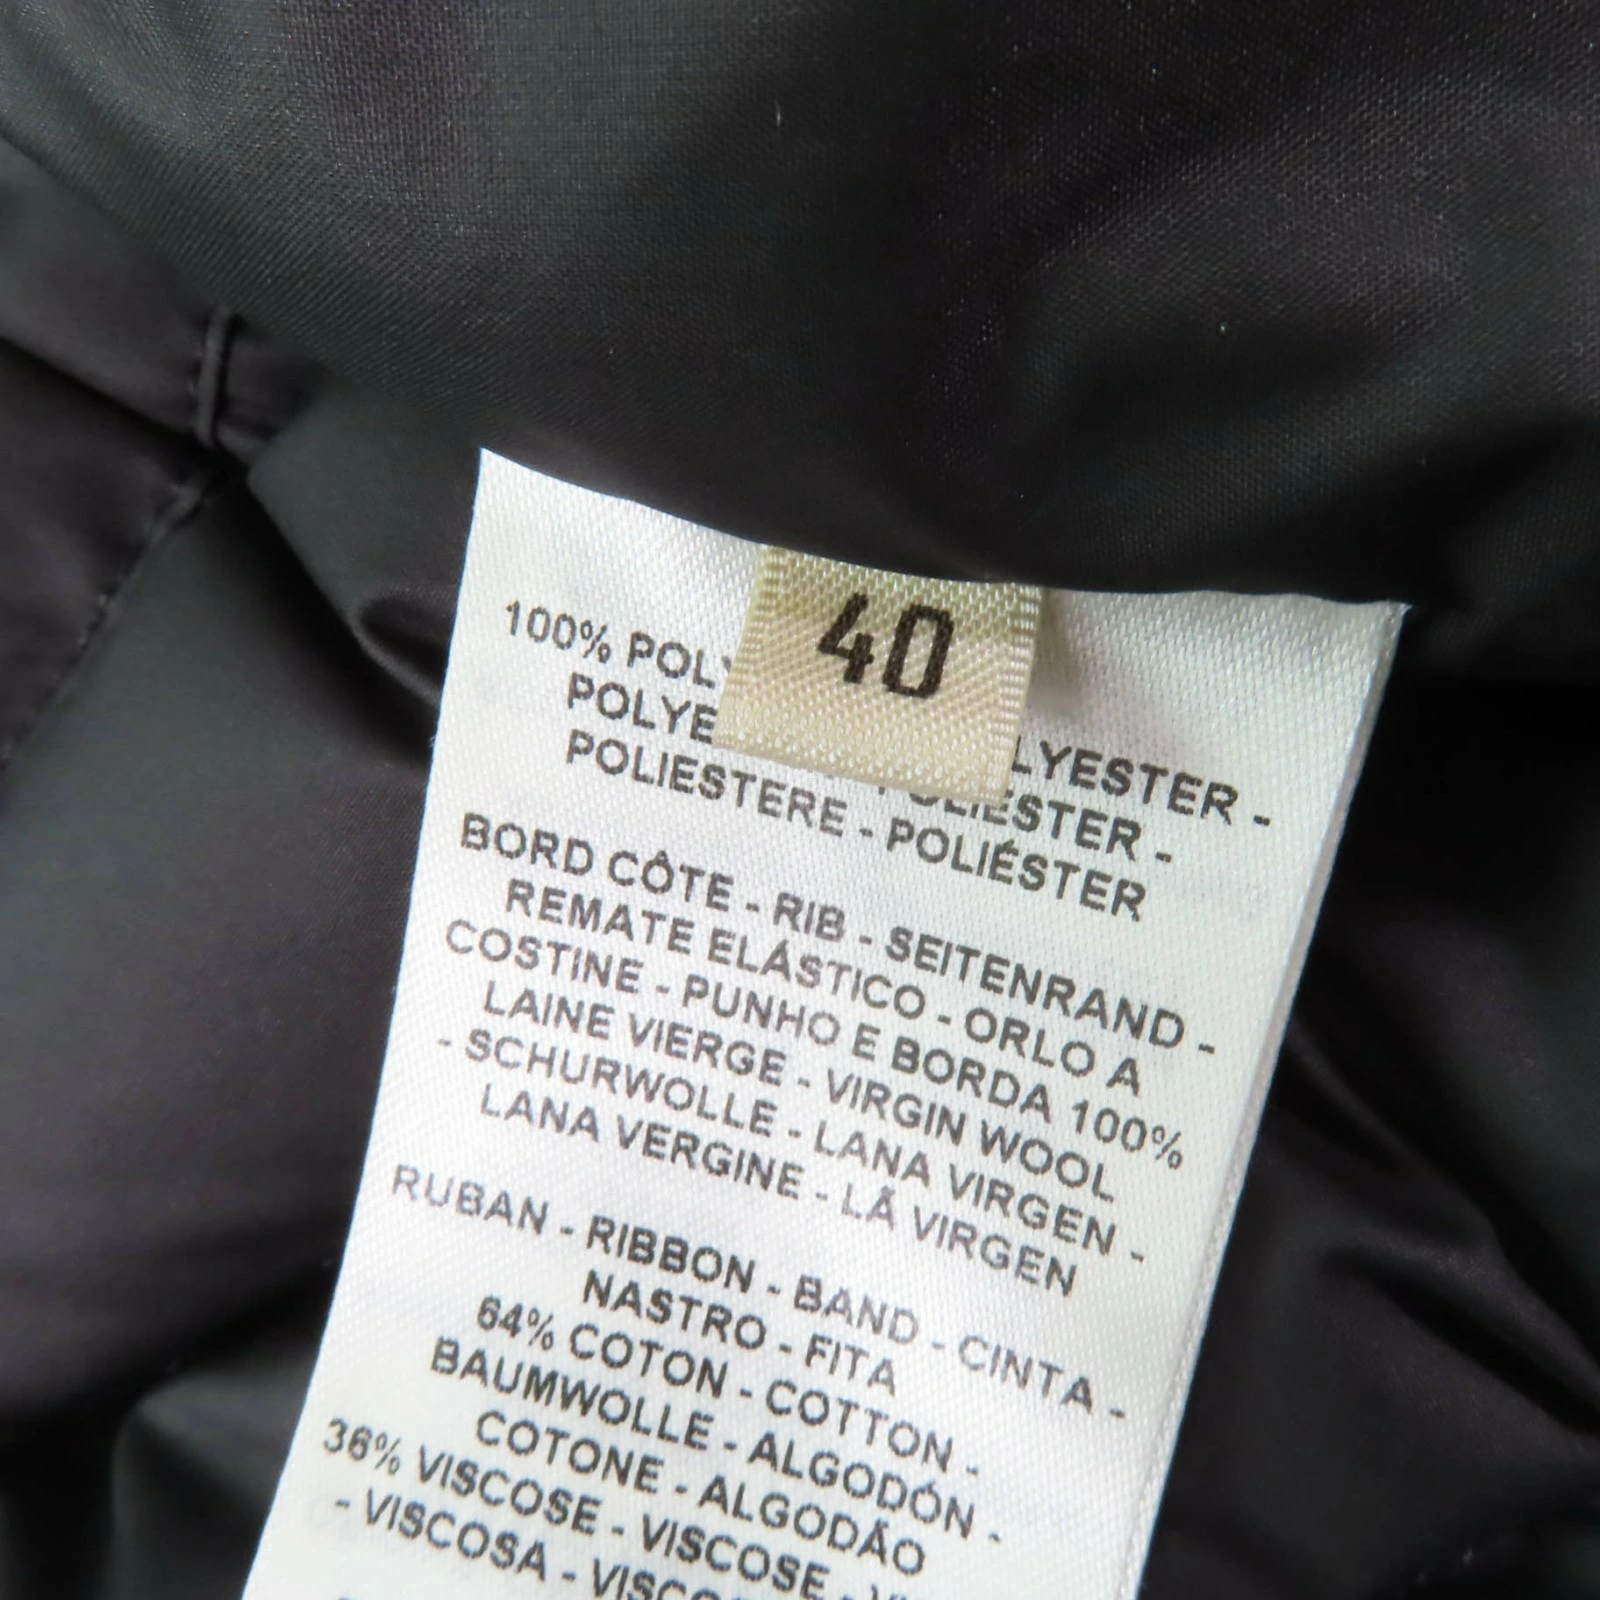 40
100% POLY
POLYE LYESTER -
POLIESTER -
POLIESTERE - POLIÉSTER
BORD CÔTE - RIB - SEITENRAND -
REMATE ELÁSTICO - ORLO A
COSTINE - PUNHO E BORDA 100%
LAINE VIERGE - VIRGIN WOOL
- SCHURWOLLE - LANA VIRGEN -
LANA VERGINE - LÃ VIRGEN
RUBAN - RIBBON - BAND - CINTA -
NASTRO - FITA
64% COTON - COTTON -
BAUMWOLLE - ALGODÓN -
COTONE - ALGODÃO
36% VISCOSE - VISCOSE -
- VISCOSA -